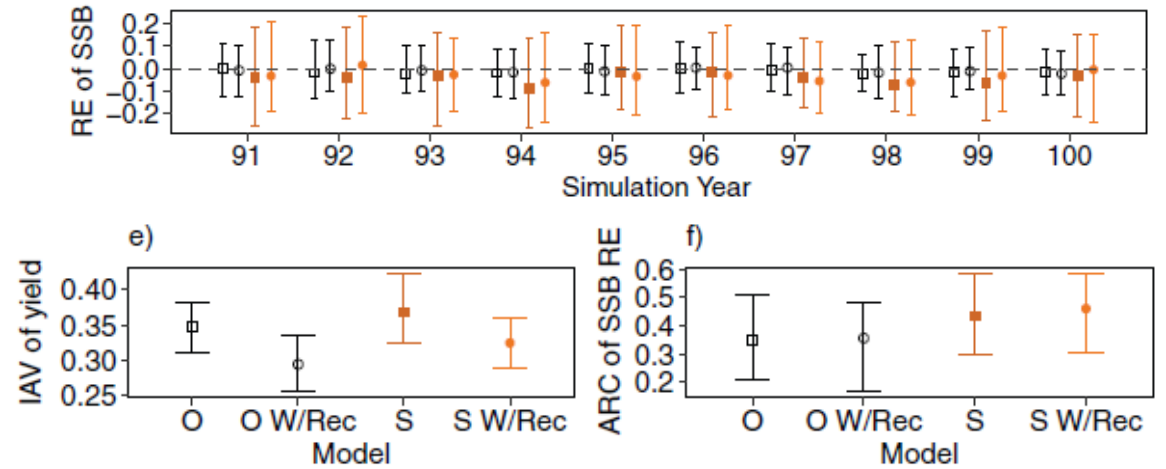 RE of SSB
0.2
0.1
0.0
−0.1
−0.2
91 92 93 94 95 96 97 98 99 100
Simulation Year
e)
IAV of yield
0.40
0.35
0.30
0.25
O O W/Rec S S W/Rec
Model
f)
ARC of SSB RE
0.6
0.5
0.4
0.3
0.2
O O W/Rec S S W/Rec
Model